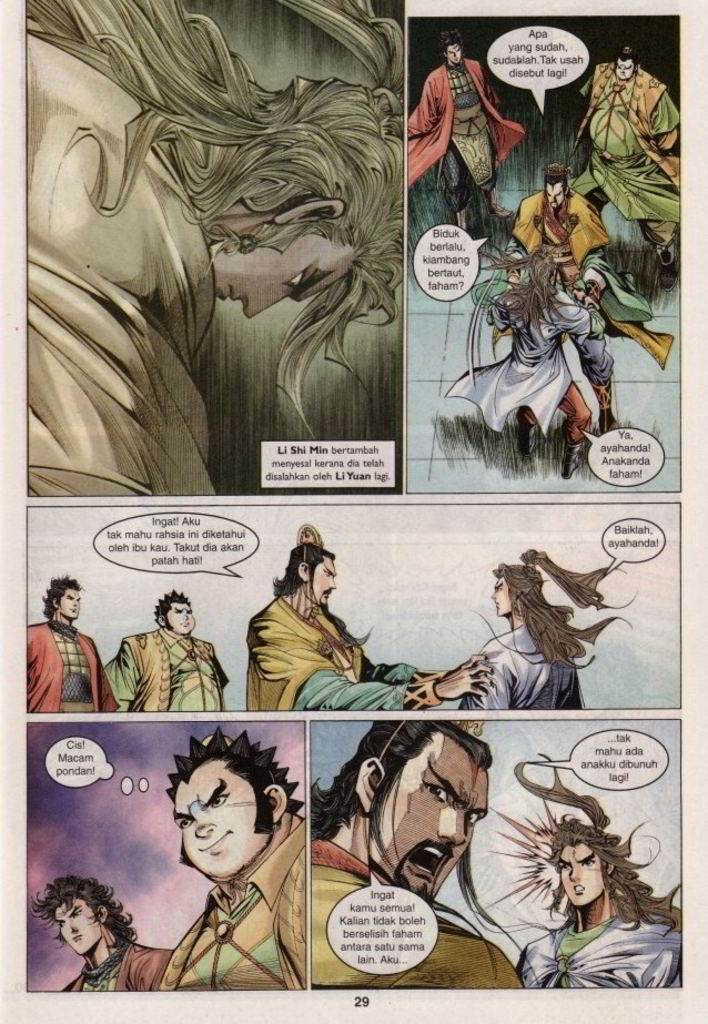 Li Shi Min bertambah
menyesal kerana dia telah
disalahkan oleh Li Yuan lagi.
Apa
yang sudah,
sudahlah.Tak usah
disebut lagi!
Biduk
berlalu,
kiambang
bertaut,
faham?
Ya,
ayahanda!
Anakanda
faham!
Ingat! Aku
tak mahu rahsia ini diketahui
oleh ibu kau. Takut dia akan
patah hati!
Baiklah,
ayahanda!
Cis!
Macam
pondan!
Ingat
kamu semua!
Kalian tidak boleh
berselisih faham
antara satu sama
lain. Aku...
...tak
mahu ada
anakku dibunuh
lagi!
29